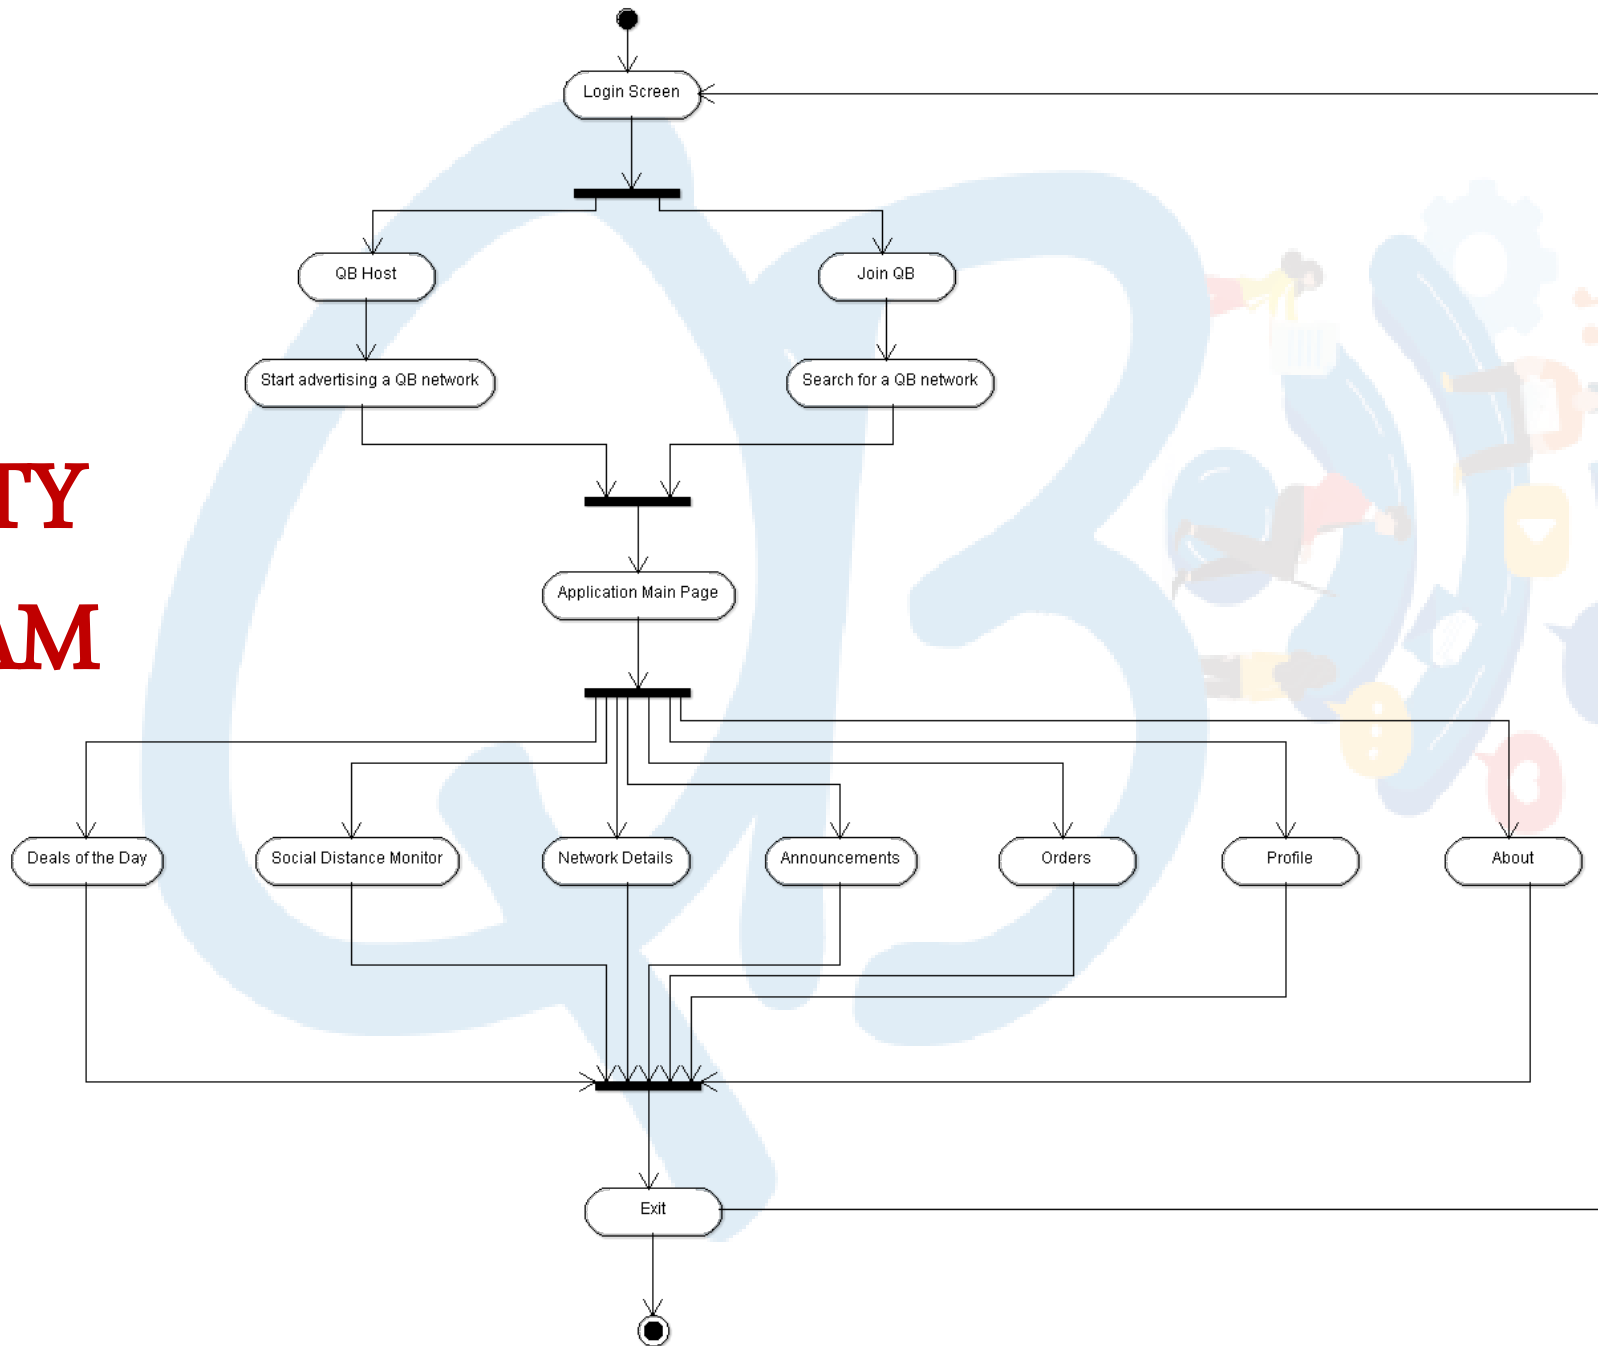 Login Screen
QB Host
Join QB
Start advertising a QB network
Search for a QB network
TY
AM
Application Main Page
Deals of the Day
Social Distance Monitor
Network Details
Announcements
Orders
Profile
About
Exit
QB